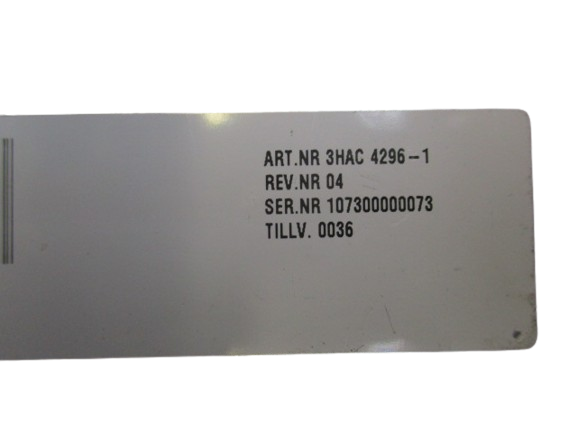 ART.NR 3HAC 4296-1
REV.NR 04
SER.NR 107300000073
TILLV. 0036